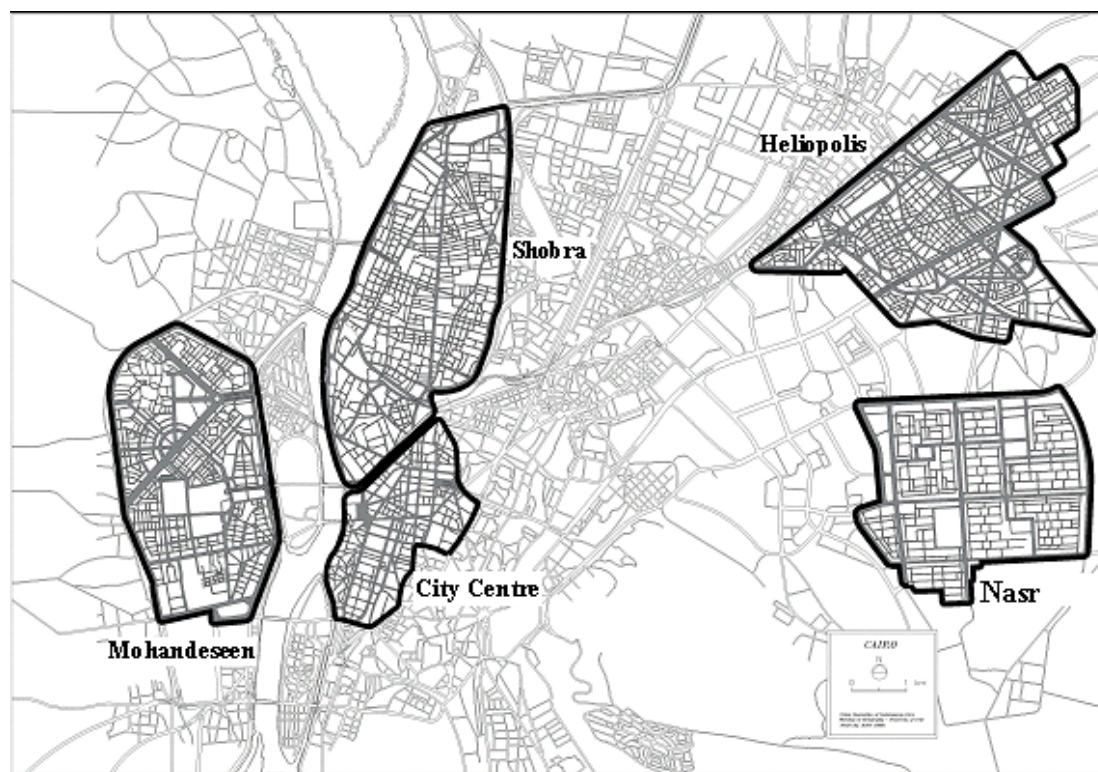 Heliopolis
Shobra
City Centre
Nasr
Mohandeseen
CAIRO
N
0 1 km